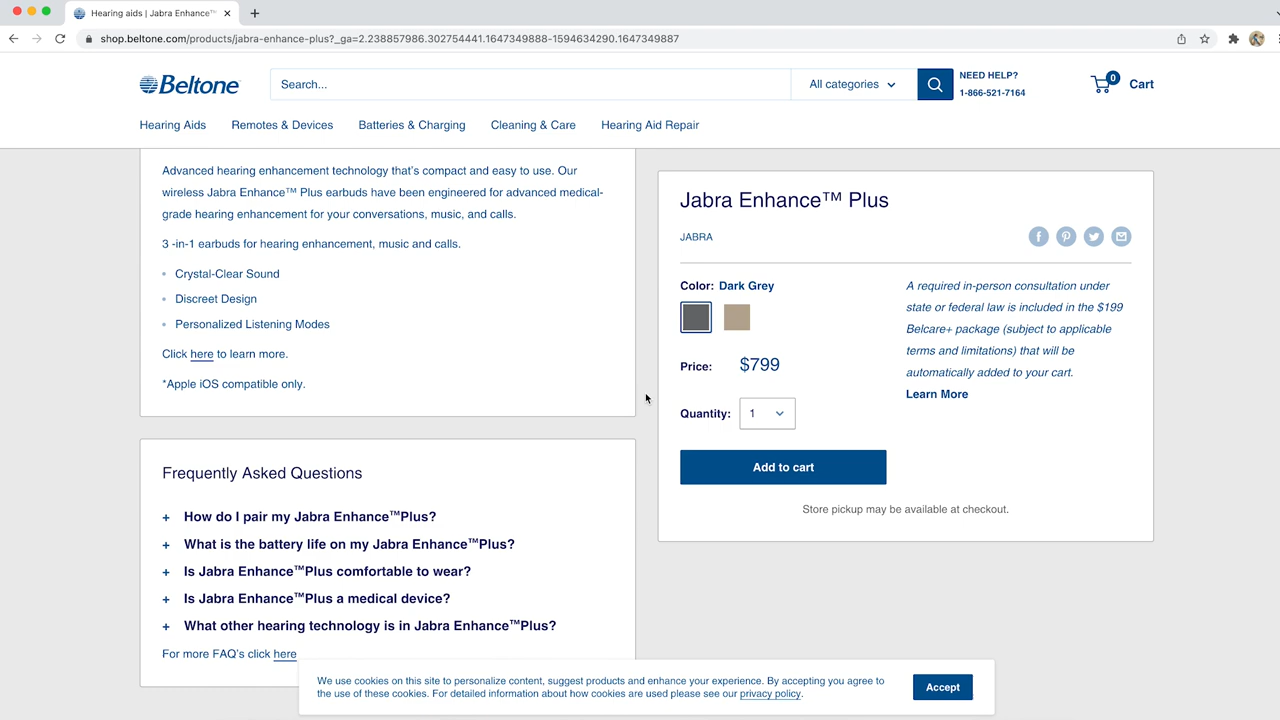 Hearing aids | Jabra Enhance™
shop.beltone.com/products/jabra-enhance-plus?_ga=2.238857986.302754441.1647349888-1594634290.1647349887
Beltone
Search...
All categories
NEED HELP?
1-866-521-7164
0
Cart
Hearing Aids
Remotes & Devices
Batteries & Charging
Cleaning & Care
Hearing Aid Repair
Advanced hearing enhancement technology that's compact and easy to use. Our
wireless Jabra Enhance™ Plus earbuds have been engineered for advanced medical-
grade hearing enhancement for your conversations, music, and calls.
3 -in-1 earbuds for hearing enhancement, music and calls.
Crystal-Clear Sound
Discreet Design
Personalized Listening Modes
Click here to learn more.
*Apple iOS compatible only.
Frequently Asked Questions
+ How do I pair my Jabra Enhance™Plus?
+ What is the battery life on my Jabra Enhance™Plus?
+ Is Jabra Enhance™Plus comfortable to wear?
+ Is Jabra Enhance™Plus a medical device?
+ What other hearing technology is in Jabra Enhance™Plus?
For more FAQ's click here
Jabra Enhance™ Plus
JABRA
Color: Dark Grey
Price: $799
Quantity: 1
A required in-person consultation under
state or federal law is included in the $199
Belcare+ package (subject to applicable
terms and limitations) that will be
automatically added to your cart.
Learn More
Add to cart
Store pickup may be available at checkout.
We use cookies on this site to personalize content, suggest products and enhance your experience. By accepting you agree to
the use of these cookies. For detailed information about how cookies are used please see our privacy policy.
Accept